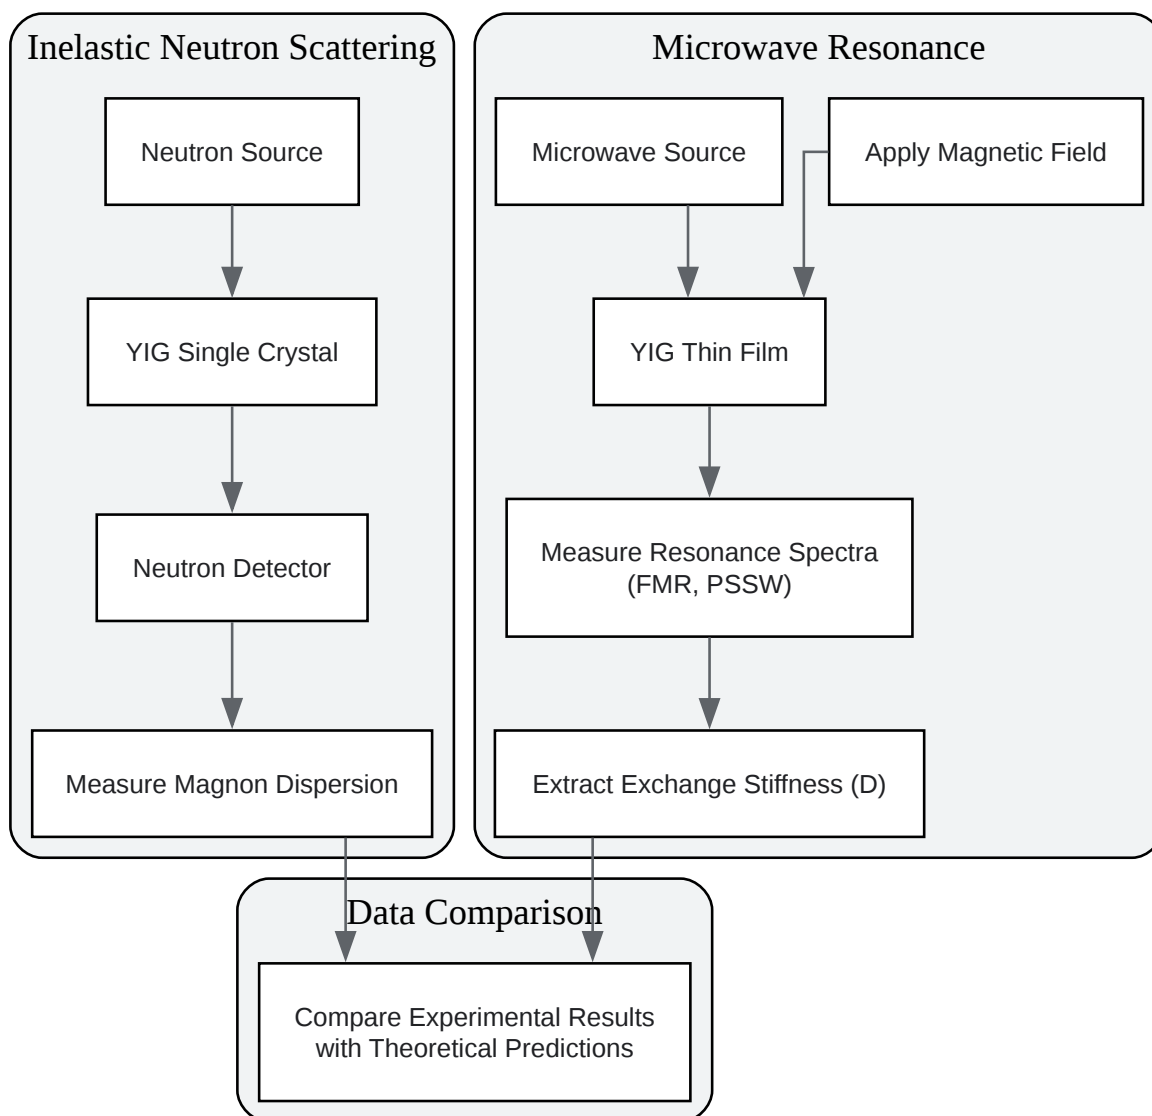 Inelastic Neutron Scattering
Neutron Source
YIG Single Crystal
Neutron Detector
Measure Magnon Dispersion
Microwave Resonance
Microwave Source
Apply Magnetic Field
YIG Thin Film
Measure Resonance Spectra
(FMR, PSSW)
Extract Exchange Stiffness (D)
Data Comparison
Compare Experimental Results
with Theoretical Predictions